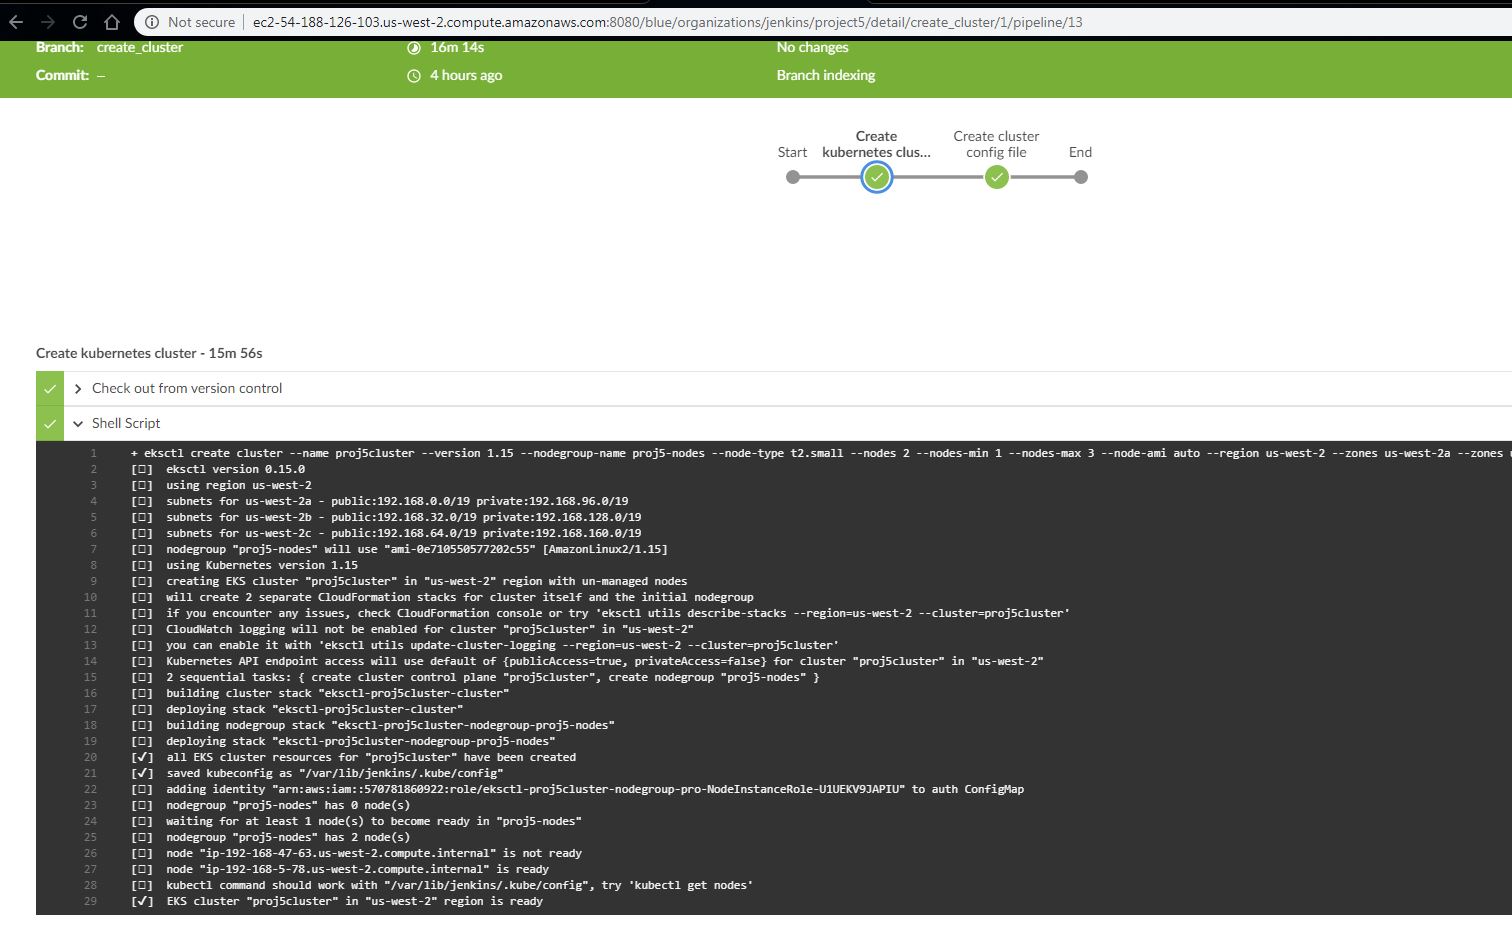 Not secure | ec2-54-188-126-103.us-west-2.compute.amazonaws.com:8080/blue/organizations/jenkins/project5/detail/create_cluster/1/pipeline/13
Branch: create_cluster 16m 14s No changes
Commit: – 4 hours ago Branch indexing
Create Create cluster
Start kubernetes clus... config file End
Create kubernetes cluster - 15m 56s
Check out from version control
Shell Script
1 + eksctl create cluster --name proj5cluster --version 1.15 --nodegroup-name proj5-nodes --node-type t2.small --nodes 2 --nodes-min 1 --nodes-max 3 --node-ami auto --region us-west-2 --zones us-west-2a --zones
2 [ℹ] eksctl version 0.15.0
3 [ℹ] using region us-west-2
4 [ℹ] subnets for us-west-2a - public:192.168.0.0/19 private:192.168.96.0/19
5 [ℹ] subnets for us-west-2b - public:192.168.32.0/19 private:192.168.128.0/19
6 [ℹ] subnets for us-west-2c - public:192.168.64.0/19 private:192.168.160.0/19
7 [ℹ] nodegroup "proj5-nodes" will use "ami-0e710550577202c55" [AmazonLinux2/1.15]
8 [ℹ] using Kubernetes version 1.15
9 [ℹ] creating EKS cluster "proj5cluster" in "us-west-2" region with un-managed nodes
10 [ℹ] will create 2 separate CloudFormation stacks for cluster itself and the initial nodegroup
11 [ℹ] if you encounter any issues, check CloudFormation console or try 'eksctl utils describe-stacks --region=us-west-2 --cluster=proj5cluster'
12 [ℹ] CloudWatch logging will not be enabled for cluster "proj5cluster" in "us-west-2"
13 [ℹ] you can enable it with 'eksctl utils update-cluster-logging --region=us-west-2 --cluster=proj5cluster'
14 [ℹ] Kubernetes API endpoint access will use default of {publicAccess=true, privateAccess=false} for cluster "proj5cluster" in "us-west-2"
15 [ℹ] 2 sequential tasks: { create cluster control plane "proj5cluster", create nodegroup "proj5-nodes" }
16 [ℹ] building cluster stack "eksctl-proj5cluster-cluster"
17 [ℹ] deploying stack "eksctl-proj5cluster-cluster"
18 [ℹ] building nodegroup stack "eksctl-proj5cluster-nodegroup-proj5-nodes"
19 [ℹ] deploying stack "eksctl-proj5cluster-nodegroup-proj5-nodes"
20 [✔] all EKS cluster resources for "proj5cluster" have been created
21 [✔] saved kubeconfig as "/var/lib/jenkins/.kube/config"
22 [ℹ] adding identity "arn:aws:iam::570781860922:role/eksctl-proj5cluster-nodegroup-pro-NodeInstanceRole-U1UEKV9JAPIU" to auth ConfigMap
23 [ℹ] nodegroup "proj5-nodes" has 0 node(s)
24 [ℹ] waiting for at least 1 node(s) to become ready in "proj5-nodes"
25 [ℹ] nodegroup "proj5-nodes" has 2 node(s)
26 [ℹ] node "ip-192-168-47-63.us-west-2.compute.internal" is not ready
27 [ℹ] node "ip-192-168-5-78.us-west-2.compute.internal" is ready
28 [ℹ] kubectl command should work with "/var/lib/jenkins/.kube/config", try 'kubectl get nodes'
29 [✔] EKS cluster "proj5cluster" in "us-west-2" region is ready